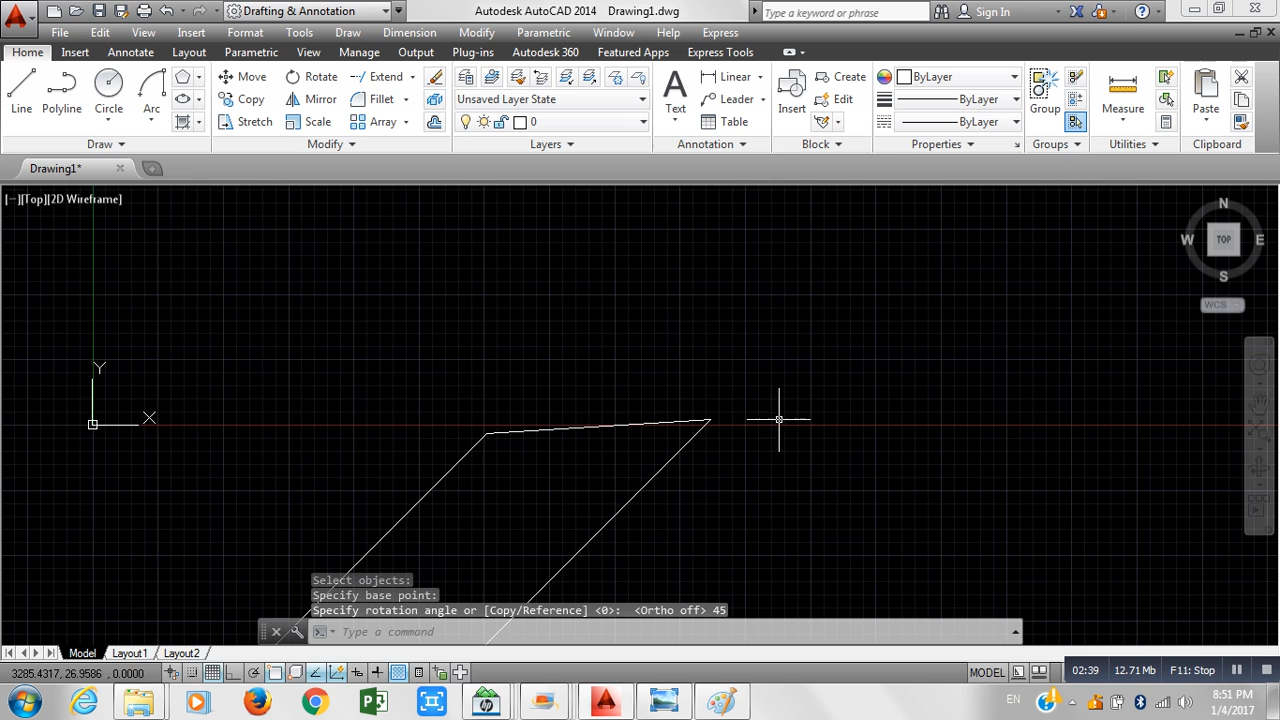 Drafting & Annotation
Autodesk AutoCAD 2014 Drawing1.dwg
Type a keyword or phrase
Sign In
File Edit View Insert Format Tools Draw Dimension Modify Parametric Window Help Express
Home Insert Annotation Layout Parametric View Manage Output Plug-ins Autodesk 360 Featured Apps Express Tools
Line Polyline Circle Arc
Move Rotate Extend
Copy Mirror Fillet
Stretch Scale Array
Unsaved Layer State
0
Text
Linear
Leader
Table
Insert
Create
Edit
ByLayer
ByLayer
ByLayer
Group
Measure
Paste
Draw Modify Layers Annotation Block Properties Groups Utilities Clipboard
Drawing1*
[−][Top][2D Wireframe]
N
W TOP E
S
WCS
Y
X
Select objects:
Specify base point:
Specify rotation angle or [Copy/Reference] <0>: <Ortho off> 45
Type a command
Model Layout1 Layout2
3285.4317, 26.9586, 0.0000
MODEL
02:39 12.71Mb F11: Stop
EN
8:51 PM
1/4/2017